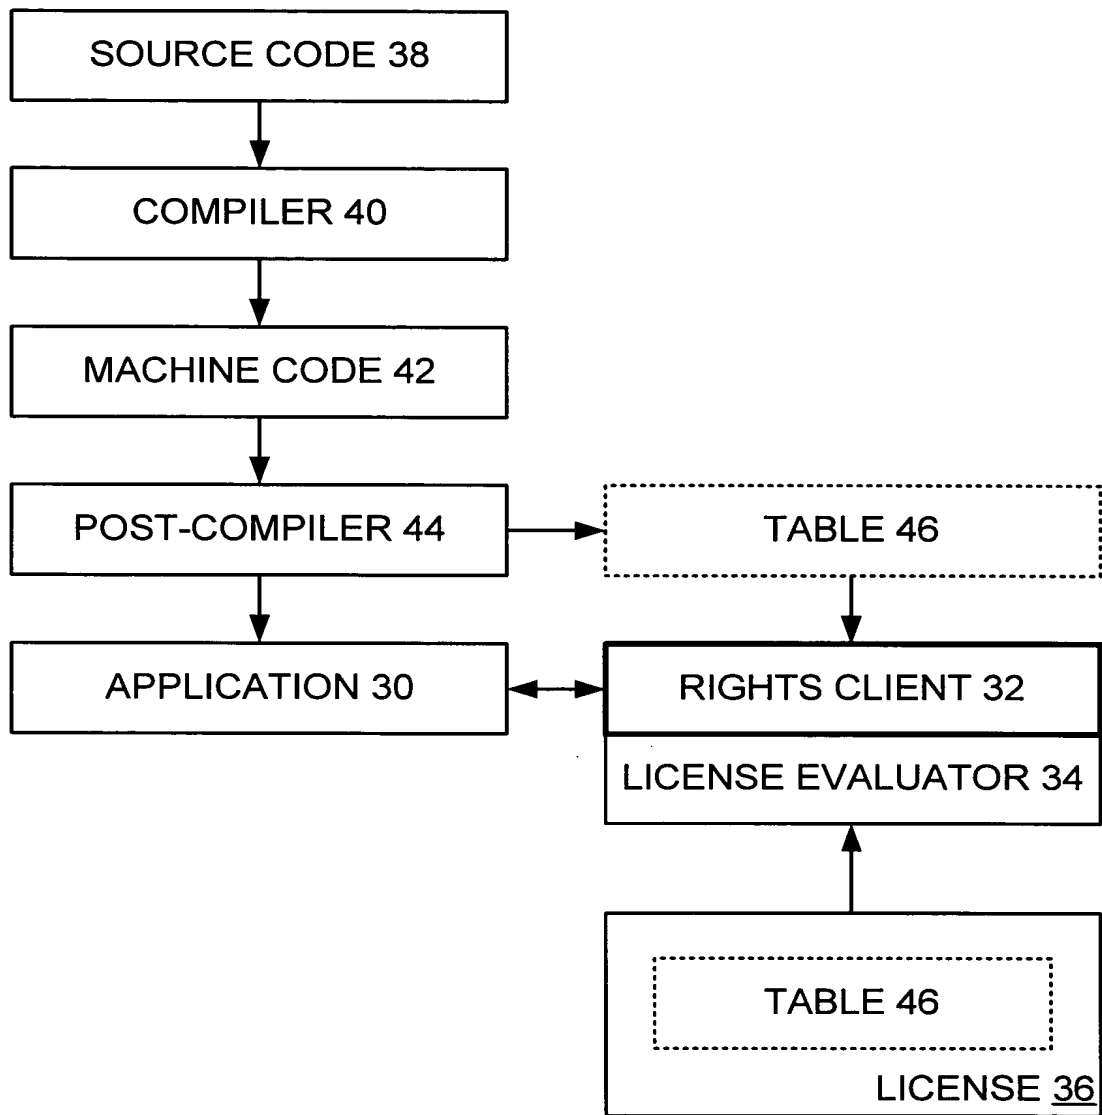 SOURCE CODE 38
COMPILER 40
MACHINE CODE 42
POST-COMPILER 44
TABLE 46
APPLICATION 30
RIGHTS CLIENT 32
LICENSE EVALUATOR 34
TABLE 46
LICENSE 36